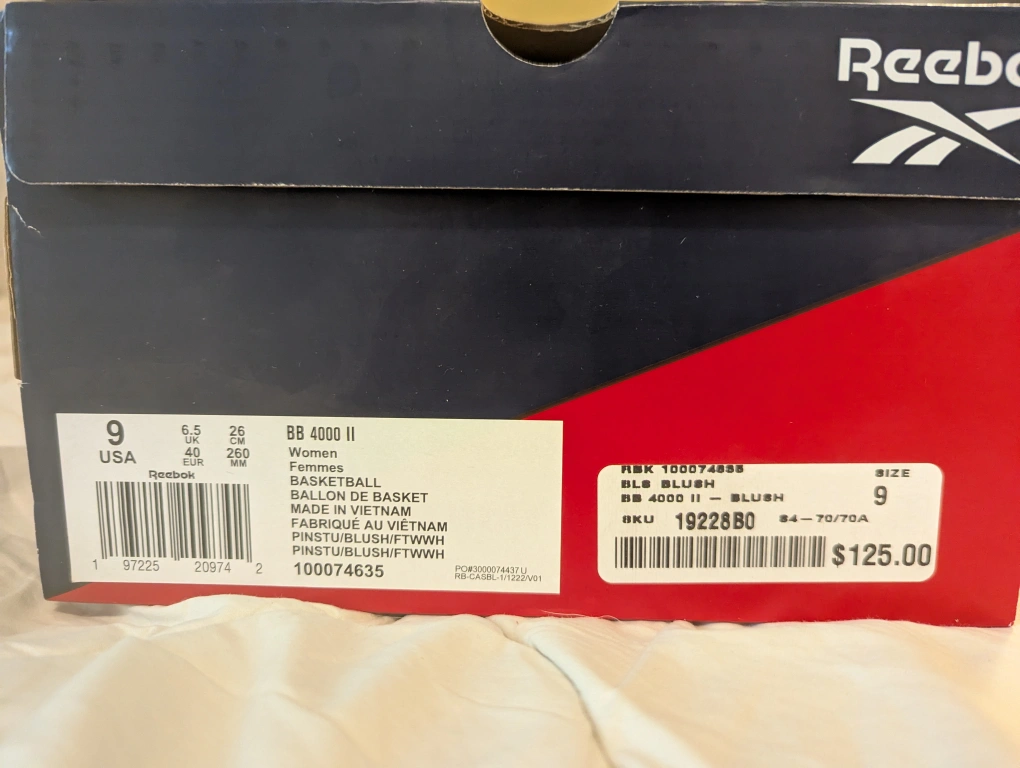 Reebo
9
USA
6.5
UK
26
CM
40
EUR
260
MM
Reebok
1 97225 20974 2
BB 4000 II
Women
Femmes
BASKETBALL
BALLON DE BASKET
MADE IN VIETNAM
FABRIQUÉ AU VIÊTNAM
PINSTU/BLUSH/FTWWH
PINSTU/BLUSH/FTWWH
100074635
PO#3000074437 U
RB-CASBL-1/1222/V01
RBK 100074635
BLS BLUSH
BB 4000 II — BLUSH
SIZE
9
SKU 19228B0 S4—70/70A
$125.00